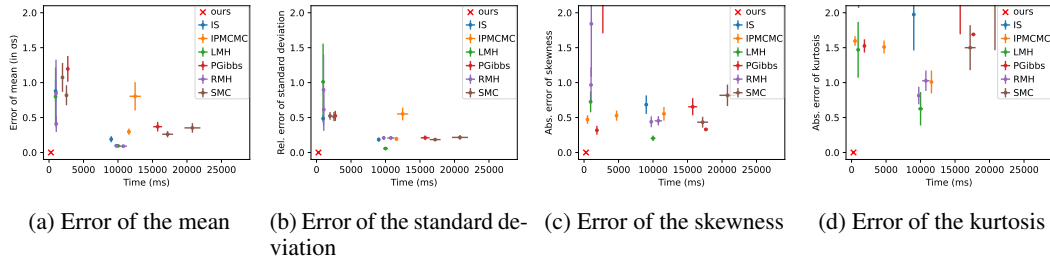 Error of the mean (in σs)
2.0
1.5
1.0
0.5
0.0
0 5000 10000 15000 20000 25000
Time (ms)
ours
IS
IPMCMC
LMH
PGibbs
RMH
SMC
(a) Error of the mean
Rel. error of standard deviation
2.0
1.5
1.0
0.5
0.0
0 5000 10000 15000 20000 25000
Time (ms)
ours
IS
IPMCMC
LMH
PGibbs
RMH
SMC
(b) Error of the standard de-
viation
Abs. error of skewness
2.0
1.5
1.0
0.5
0.0
0 5000 10000 15000 20000 25000
Time (ms)
ours
IS
IPMCMC
LMH
PGibbs
RMH
SMC
(c) Error of the skewness
Abs. error of kurtosis
2.0
1.5
1.0
0.5
0.0
0 5000 10000 15000 20000 25000
Time (ms)
ours
IS
IPMCMC
LMH
PGibbs
RMH
SMC
(d) Error of the kurtosis